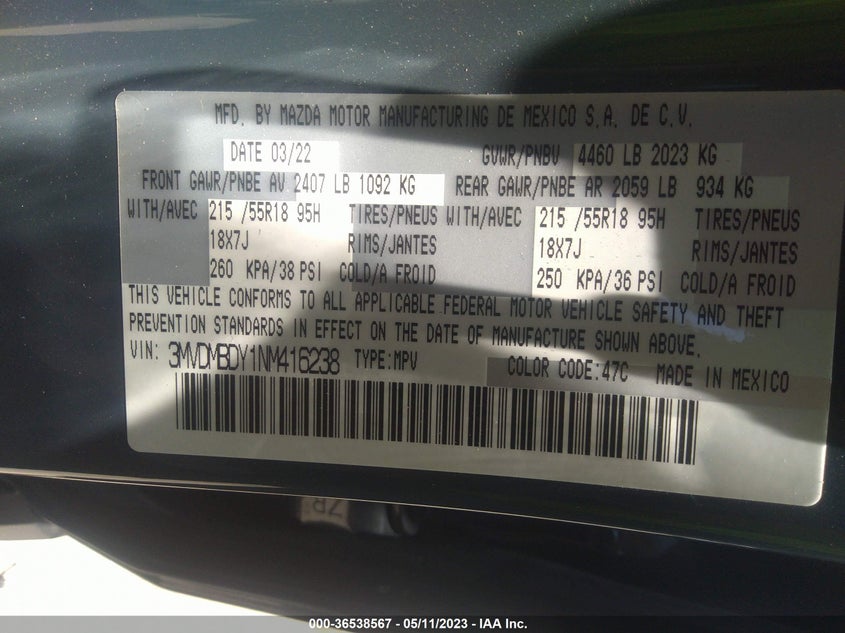 MFD. BY MAZDA MOTOR MANUFACTURING DE MEXICO S.A. DE C.V.
DATE 03/22 GVWR/PNBV 4460 LB 2023 KG
FRONT GAWR/PNBE AV 2407 LB 1092 KG REAR GAWR/PNBE AR 2059 LB 934 KG
WITH/AVEC 215 /55R18 95H TIRES/PNEUS WITH/AVEC 215 /55R18 95H TIRES/PNEUS
18X7J RIMS/JANTES 18X7J RIMS/JANTES
260 KPA/38 PSI COLD/A FROID 250 KPA/36 PSI COLD/A FROID
THIS VEHICLE CONFORMS TO ALL APPLICABLE FEDERAL MOTOR VEHICLE SAFETY AND THEFT
PREVENTION STANDARDS IN EFFECT ON THE DATE OF MANUFACTURE SHOWN ABOVE.
VIN: 3MVDMBDY1NM416238 TYPE:MPV COLOR CODE:47C MADE IN MEXICO
000-36538567 - 05/11/2023 - IAA Inc.